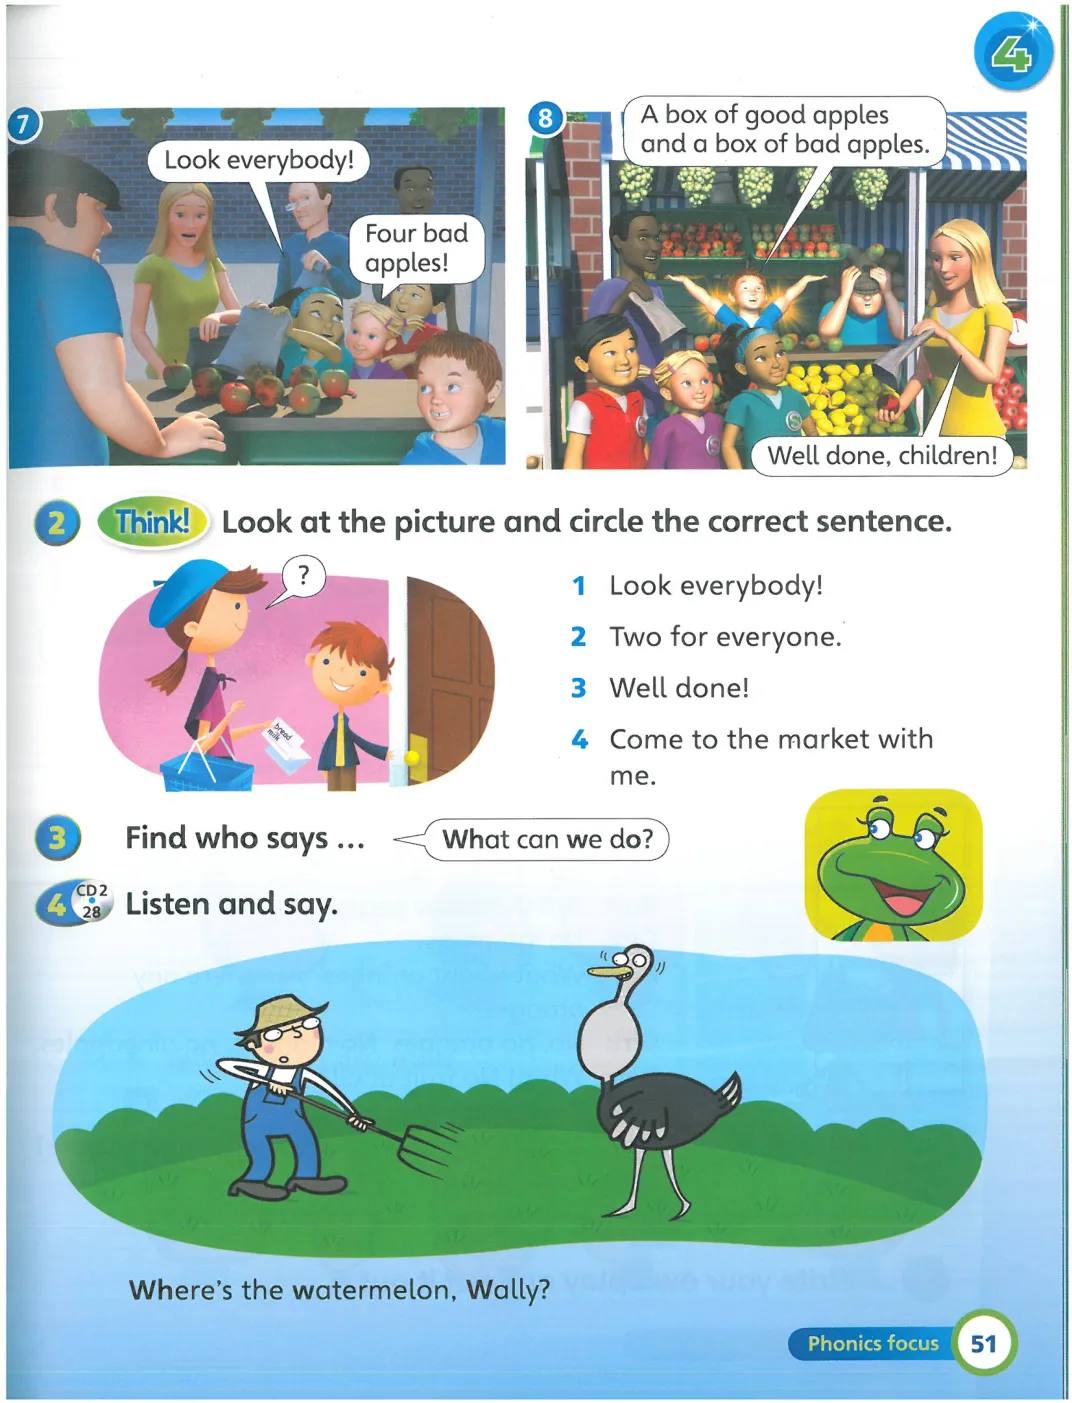 4
7
Look everybody!
Four bad
apples!
8
A box of good apples
and a box of bad apples.
Well done, children!
2 Think! Look at the picture and circle the correct sentence.
?
bread
milk
1 Look everybody!
2 Two for everyone.
3 Well done!
4 Come to the market with
me.
3 Find who says ... What can we do?
4 CD2
28 Listen and say.
Where's the watermelon, Wally?
Phonics focus 51